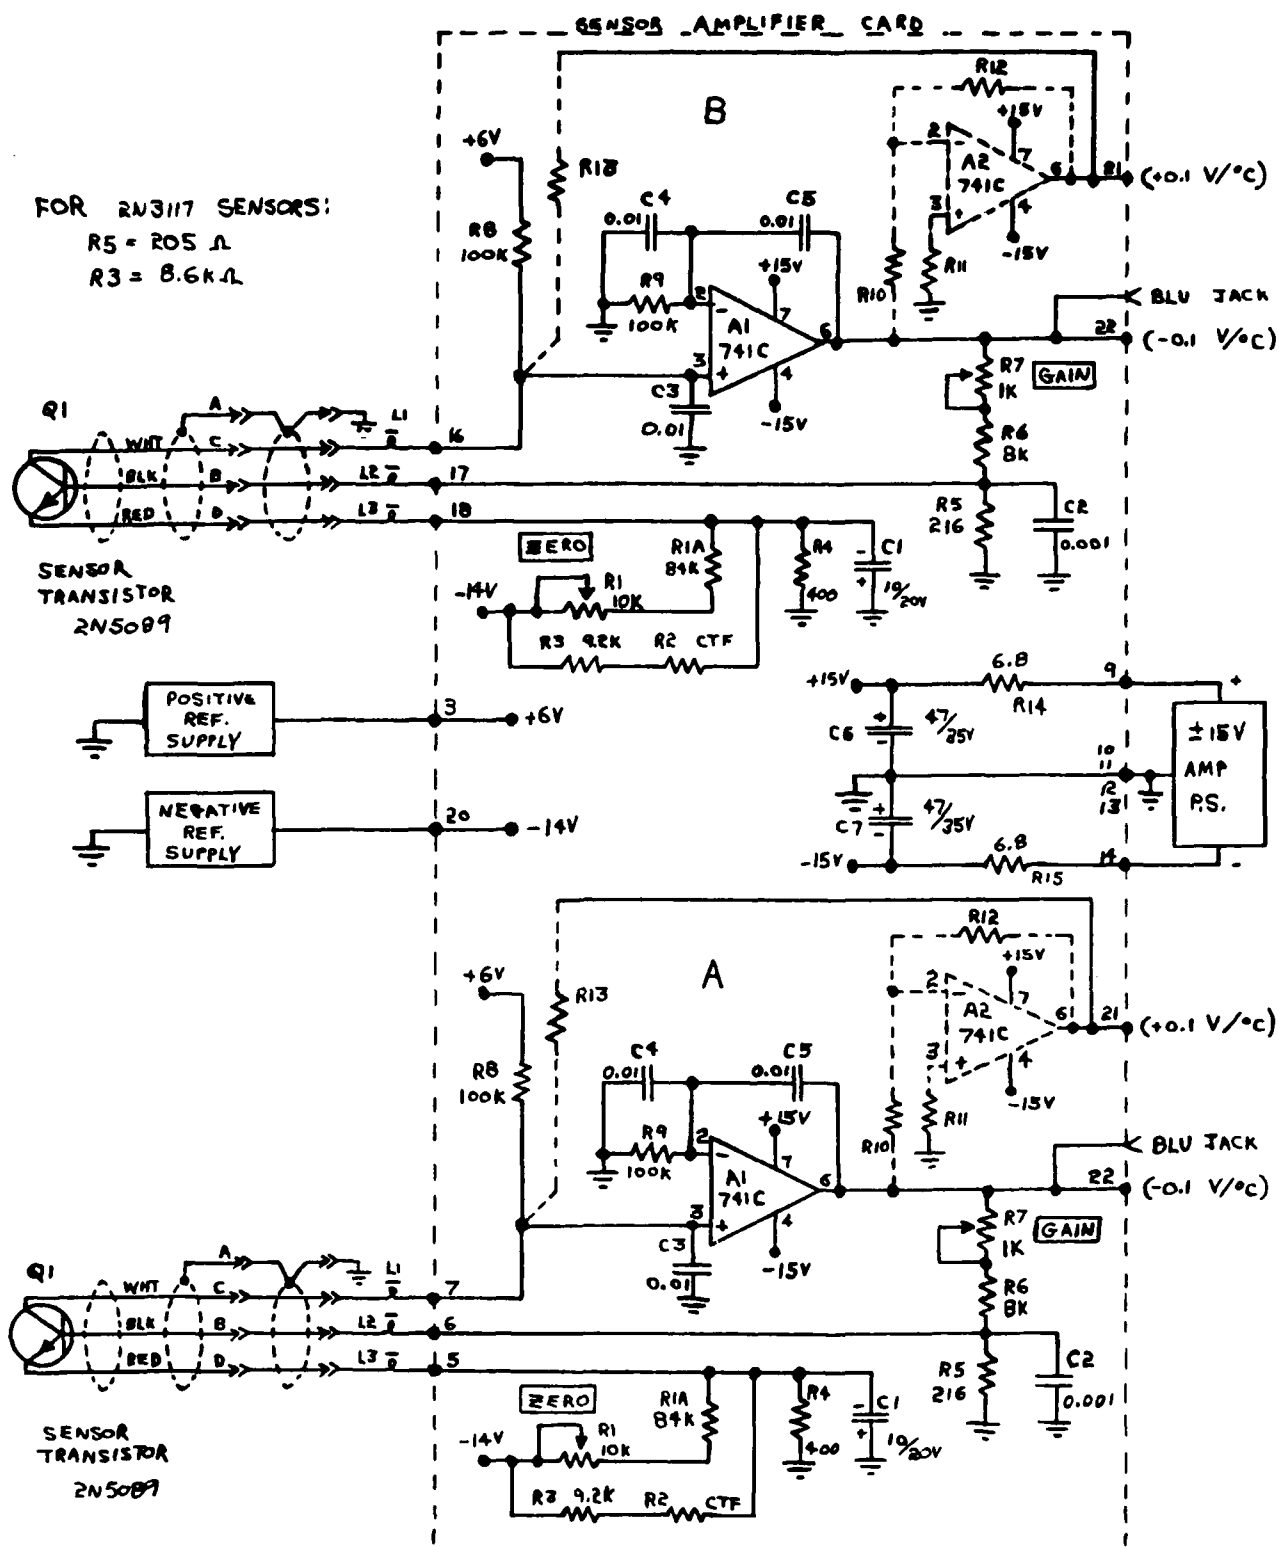 SENSOR AMPLIFIER CARD
B
R12
+15V
2
-
A2
741C
7
6
21
(+0.1 V/°C)
3
+
4
-15V
+6V
R13
FOR 2N3117 SENSORS:
R5 = 205 Ω
R3 = 8.6K Ω
R8
100K
C4
0.01
C5
0.01
R9
100K
2
-
A1
741C
+15V
7
6
3
+
4
-15V
R10
R11
BLU JACK
22
(-0.1 V/°C)
R7
1K
GAIN
C3
0.01
R6
8K
Q1
A
L1
WHT
C
16
BLK
B
L2
17
RED
D
L3
18
R5
216
C2
0.001
SENSOR
TRANSISTOR
2N5089
ZERO
R1A
84K
R4
400
-
C1
+
10/20V
-14V
R1
10K
R3 9.2K
R2 CTF
POSITIVE
REF.
SUPPLY
3
+6V
NEGATIVE
REF.
SUPPLY
20
-14V
+15V
6.8
R14
9
+
C6
+
-
47/35V
10
11
12
13
±15V
AMP
P.S.
C7
+
-
47/35V
-15V
6.8
R15
14
-
A
R12
+15V
2
-
A2
741C
7
6
21
(+0.1 V/°C)
3
+
4
-15V
+6V
R13
R8
100K
C4
0.01
C5
0.01
R9
100K
2
-
A1
741C
+15V
7
6
3
+
4
-15V
R10
R11
BLU JACK
22
(-0.1 V/°C)
R7
1K
GAIN
C3
0.01
R6
8K
Q1
A
L1
WHT
C
7
BLK
B
L2
6
RED
D
L3
5
R5
216
C2
0.001
SENSOR
TRANSISTOR
2N5089
ZERO
R1A
84K
R4
400
-
C1
+
10/20V
-14V
R1
10K
R3 9.2K
R2 CTF